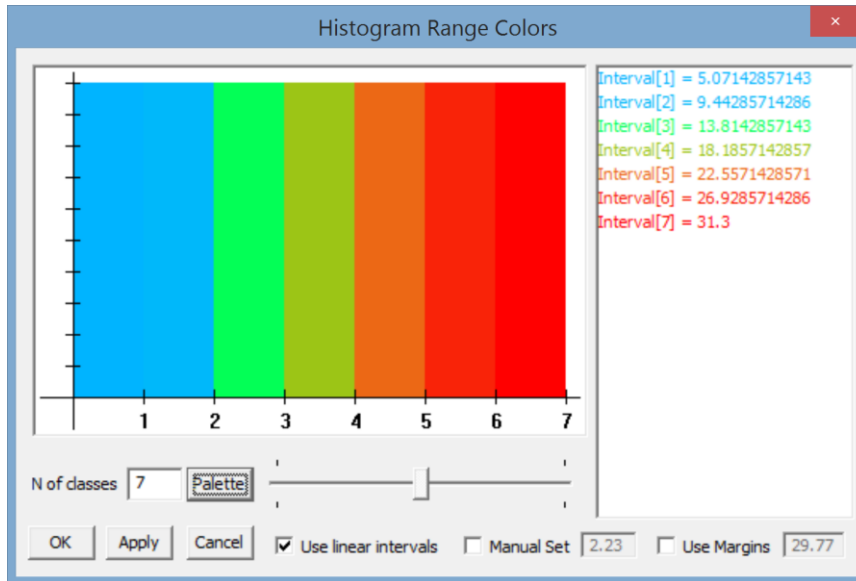 Histogram Range Colors
×
Interval[1] = 5.07142857143
Interval[2] = 9.44285714286
Interval[3] = 13.8142857143
Interval[4] = 18.1857142857
Interval[5] = 22.5571428571
Interval[6] = 26.9285714286
Interval[7] = 31.3
1 2 3 4 5 6 7
N of classes 7 Palette
OK Apply Cancel Use linear intervals Manual Set 2.23 Use Margins 29.77